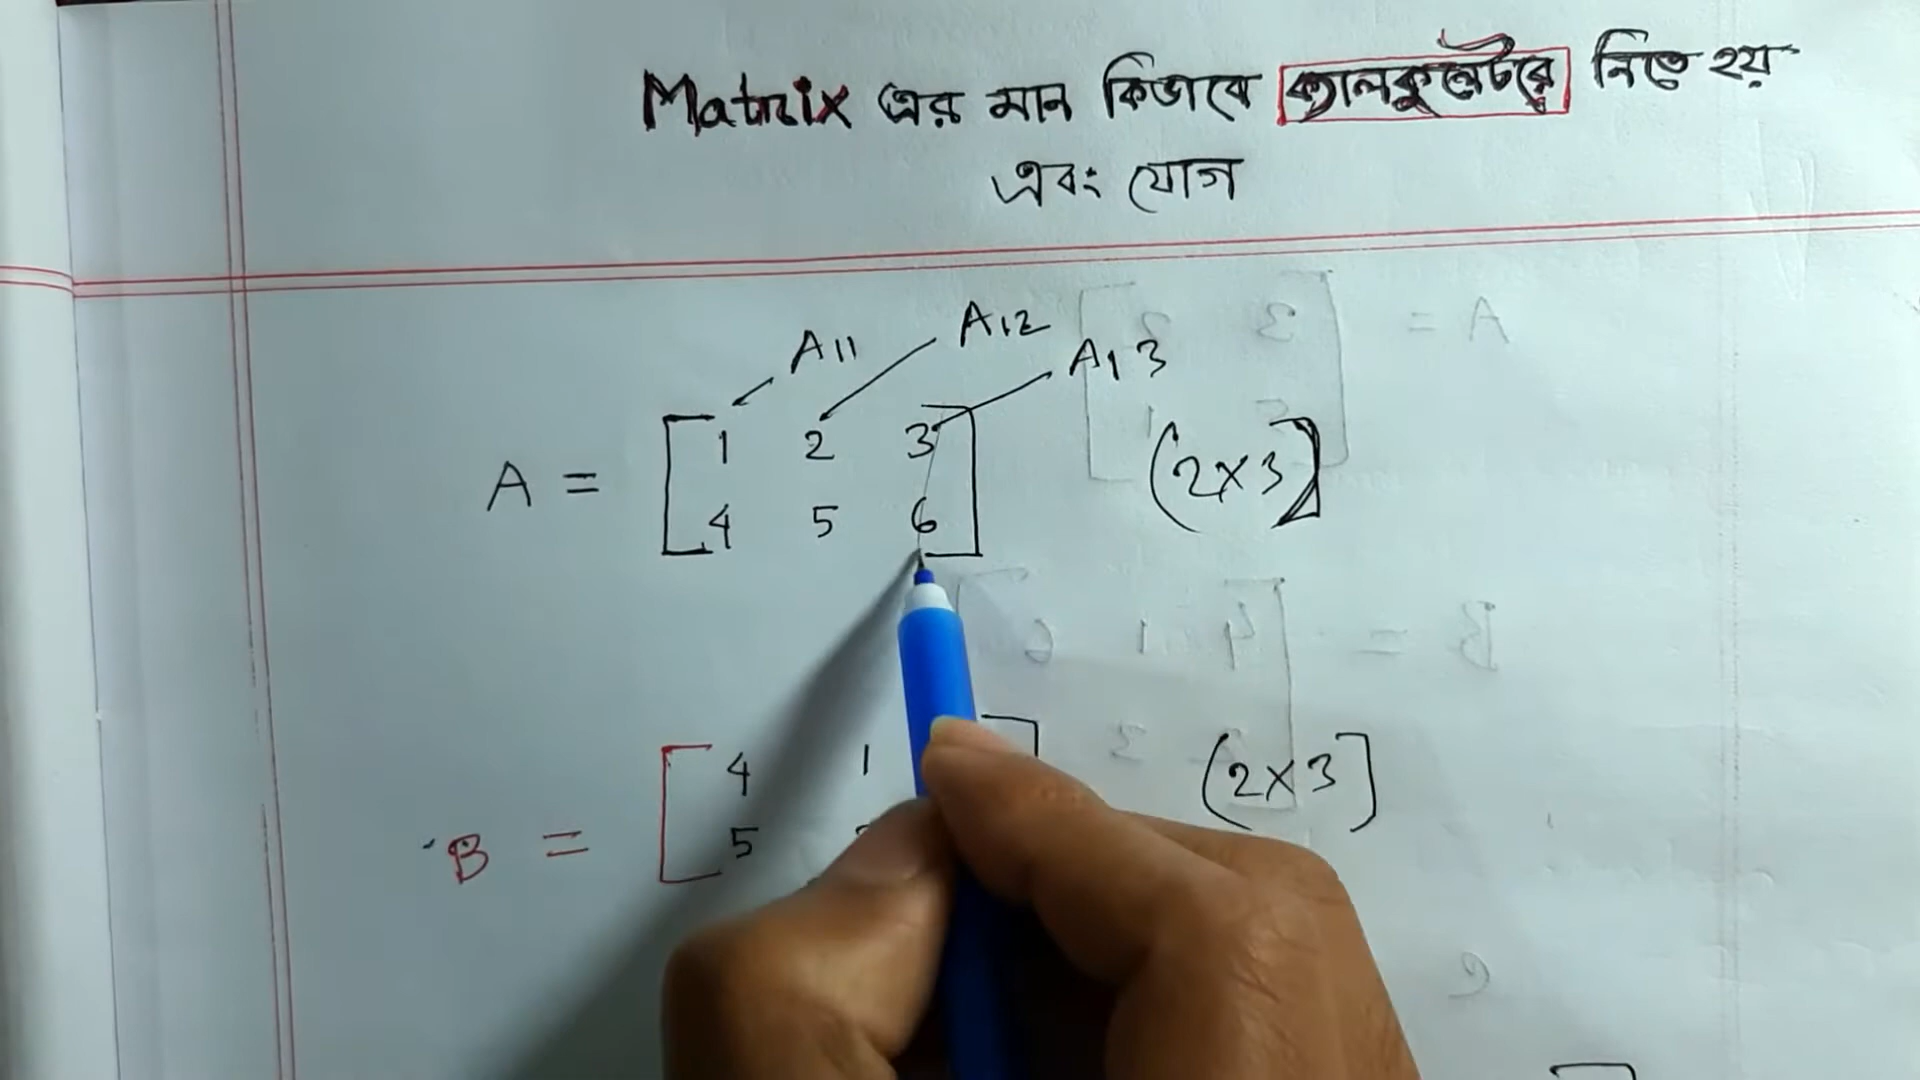 Matrix এর মান কিভাবে ক্যালকুলেটরে নিতে হয়
এবং যোগ
A11 A12 A13
A = [ 1 2 3
4 5 6 ] (2×3]
B = [ 4 1
5 ] (2×3]